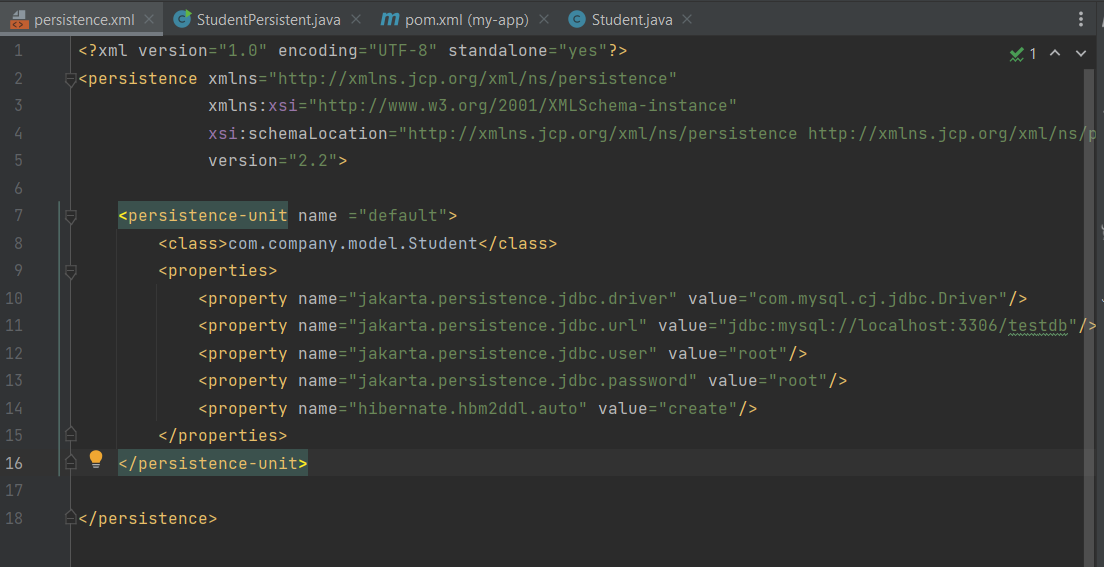 persistence.xml StudentPersistent.java pom.xml (my-app) Student.java
1 <?xml version="1.0" encoding="UTF-8" standalone="yes"?> 1
2 <persistence xmlns="http://xmlns.jcp.org/xml/ns/persistence"
3 xmlns:xsi="http://www.w3.org/2001/XMLSchema-instance"
4 xsi:schemaLocation="http://xmlns.jcp.org/xml/ns/persistence http://xmlns.jcp.org/xml/ns/p
5 version="2.2">
6
7 <persistence-unit name ="default">
8 <class>com.company.model.Student</class>
9 <properties>
10 <property name="jakarta.persistence.jdbc.driver" value="com.mysql.cj.jdbc.Driver"/>
11 <property name="jakarta.persistence.jdbc.url" value="jdbc:mysql://localhost:3306/testdb"/>
12 <property name="jakarta.persistence.jdbc.user" value="root"/>
13 <property name="jakarta.persistence.jdbc.password" value="root"/>
14 <property name="hibernate.hbm2ddl.auto" value="create"/>
15 </properties>
16 </persistence-unit>
17
18 </persistence>